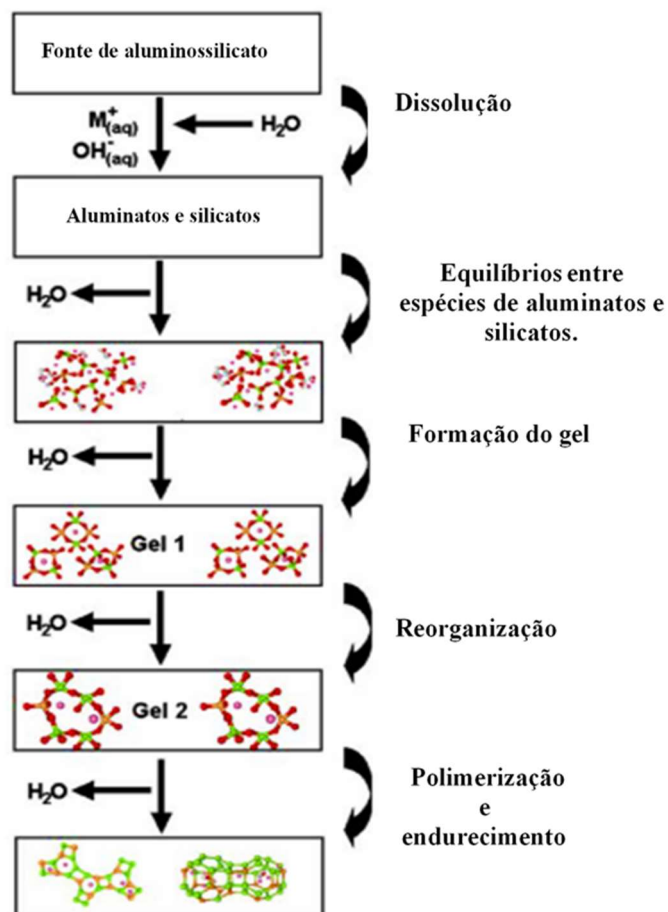 Fonte de aluminossilicato
Dissolução
M⁺(aq)
H₂O
OH⁻(aq)
Aluminatos e silicatos
H₂O
Equilíbrios entre
espécies de aluminatos e
silicatos.
H₂O
Formação do gel
Gel 1
H₂O
Reorganização
Gel 2
H₂O
Polimerização
e
endurecimento